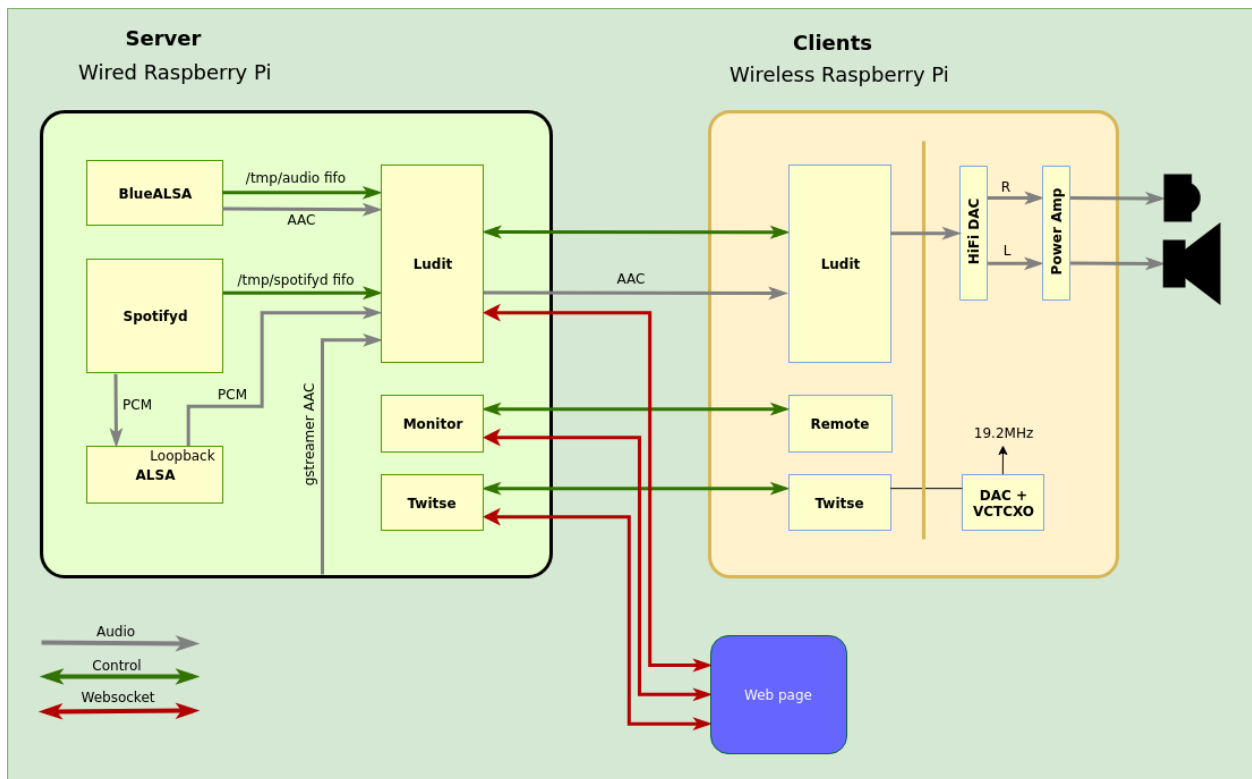 Server
Wired Raspberry Pi
Clients
Wireless Raspberry Pi
BlueALSA
/tmp/audio fifo
AAC
Spotifyd
/tmp/spotifyd fifo
PCM
PCM
Loopback
ALSA
gstreamer AAC
Ludit
Monitor
Twitse
AAC
Ludit
Remote
Twitse
HiFi DAC
R
L
Power Amp
19.2MHz
DAC +
VCTCXO
Audio
Control
Websocket
Web page